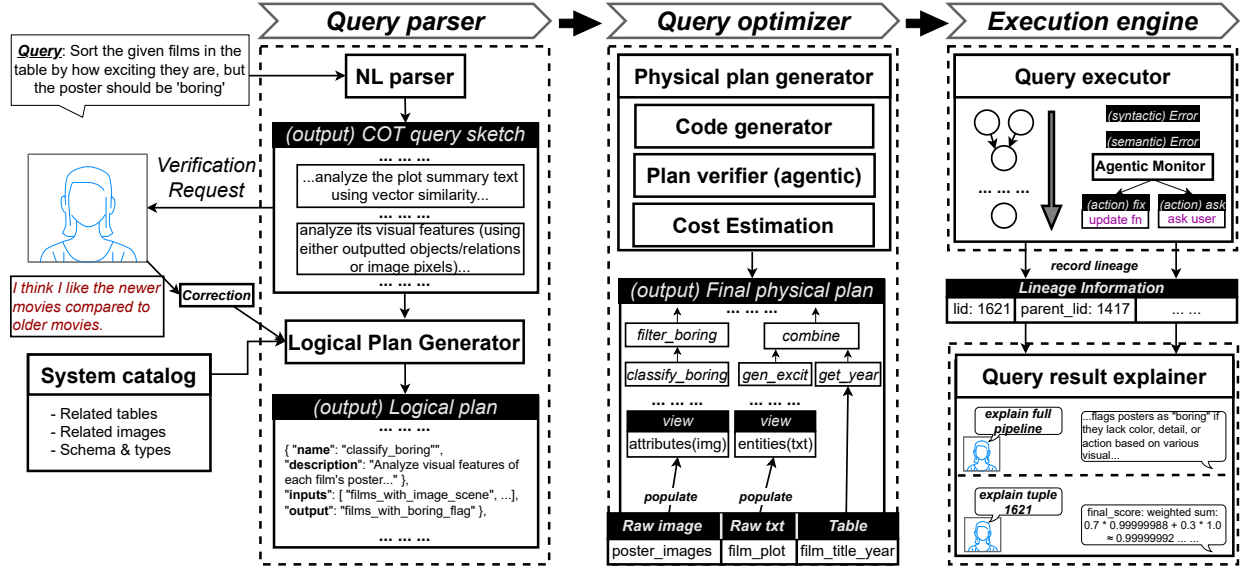 Query parser
Query optimizer
Execution engine
Query: Sort the given films in the
table by how exciting they are, but
the poster should be 'boring'
NL parser
(output) COT query sketch
... ... ...
...analyze the plot summary text
using vector similarity...
... ... ...
analyze its visual features (using
either outputted objects/relations
or image pixels)...
... ... ...
Verification
Request
I think I like the newer
movies compared to
older movies.
Correction
Logical Plan Generator
System catalog
- Related tables
- Related images
- Schema & types
(output) Logical plan
... ... ...
{ "name": "classify_boring"",
"description": "Analyze visual features of
each film's poster..." },
"inputs": [ "films_with_image_scene", ...],
"output": "films_with_boring_flag" },
... ... ...
Physical plan generator
Code generator
Plan verifier (agentic)
Cost Estimation
(output) Final physical plan
... ... ...
filter_boring
combine
classify_boring
gen_excit
get_year
... ... ...
... ... ...
view
attributes(img)
view
entities(txt)
populate
populate
Raw image
Raw txt
Table
poster_images
film_plot
film_title_year
Query executor
(syntactic) Error
(semantic) Error
Agentic Monitor
... ... ...
(action) fix
update fn
(action) ask
ask user
record lineage
Lineage Information
lid: 1621
parent_lid: 1417
... ...
Query result explainer
explain full
pipeline
...flags posters as "boring" if
they lack color, detail, or
action based on various
visual...
explain tuple
1621
final_score: weighted sum:
0.7 * 0.99999988 + 0.3 * 1.0
≈ 0.99999992 ... ...